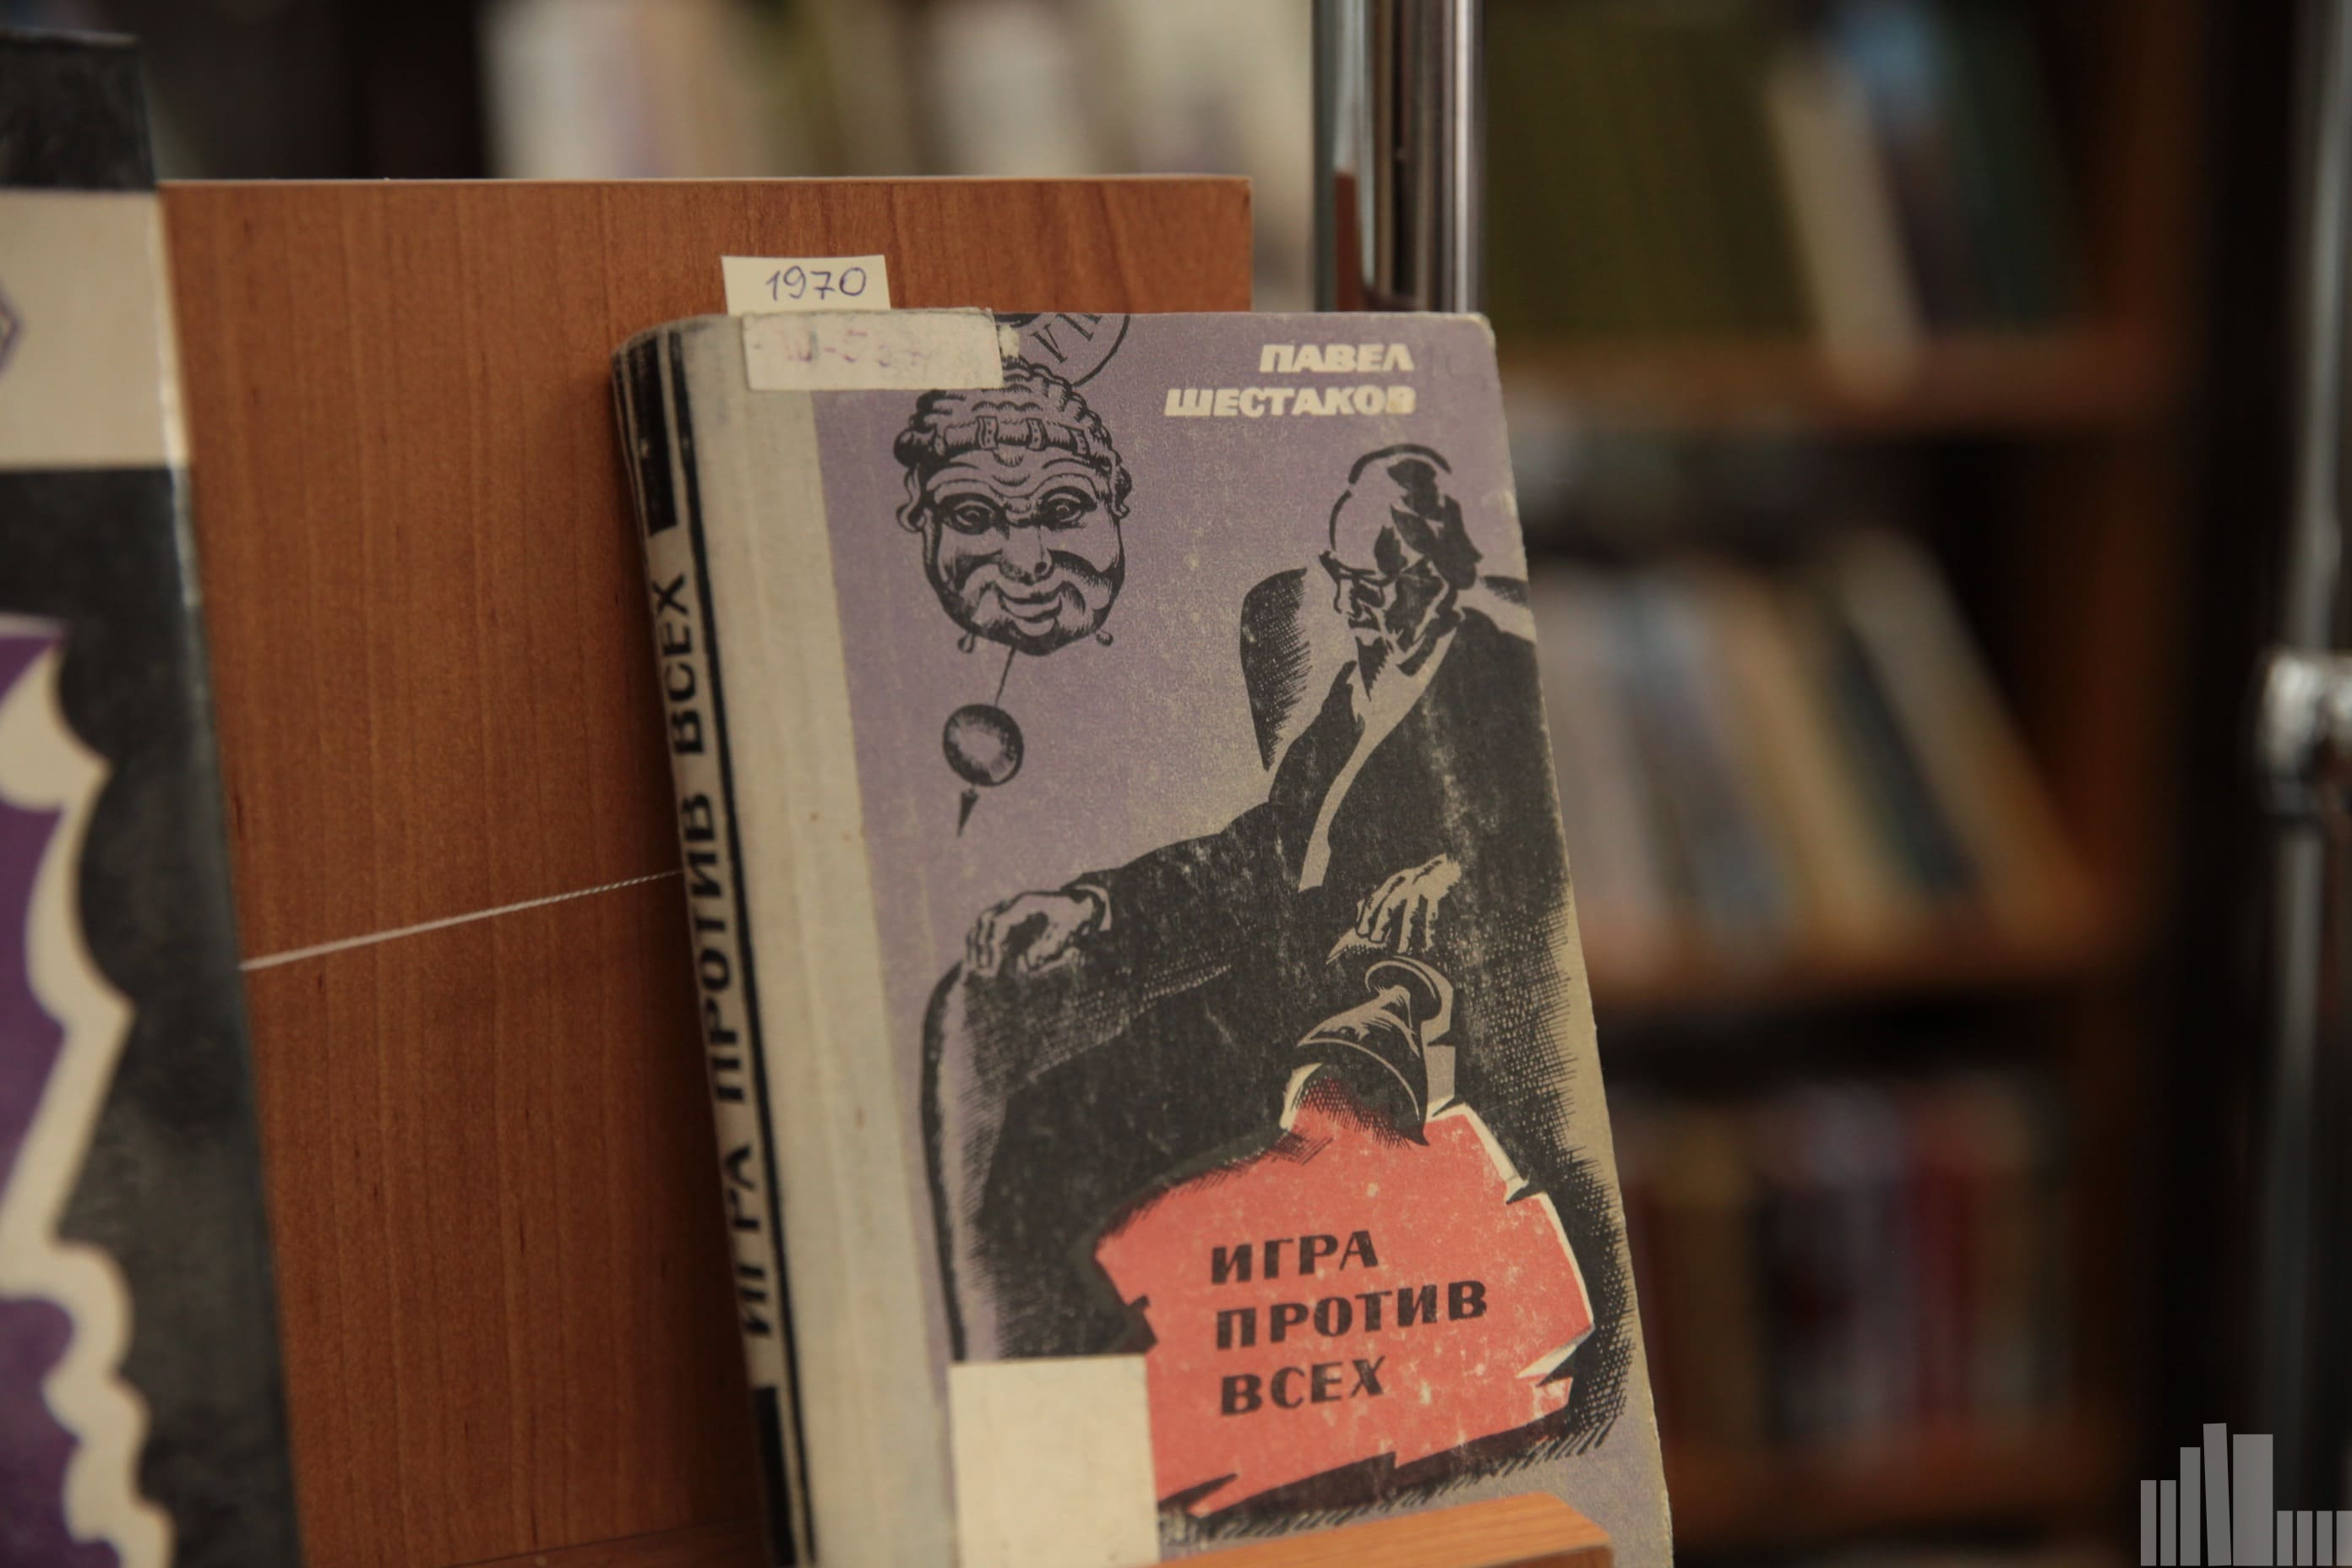 1970
ПАВЕЛ
ШЕСТАКОВ
ИГРА ПРОТИВ ВСЕХ
ИГРА
ПРОТИВ
ВСЕХ